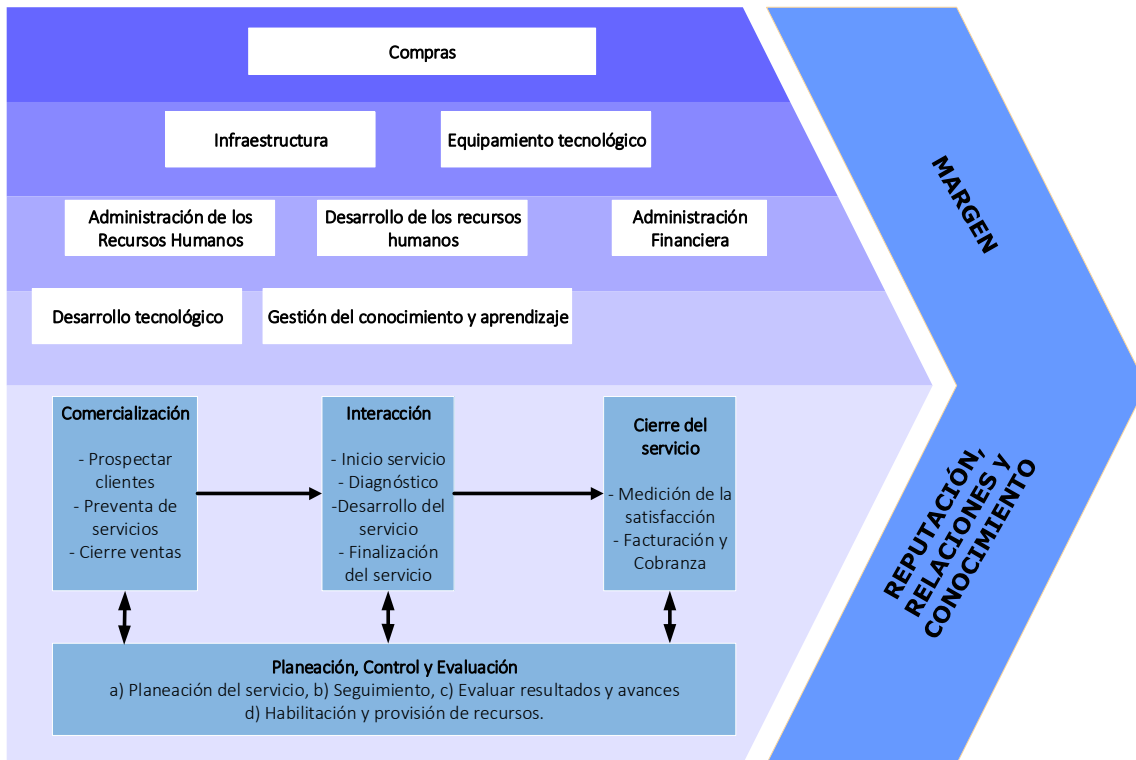 Compras
Infraestructura
Equipamiento tecnológico
Administración de los
Recursos Humanos
Desarrollo de los recursos
humanos
Administración
Financiera
Desarrollo tecnológico
Gestión del conocimiento y aprendizaje
Comercialización
- Prospectar
clientes
- Preventa de
servicios
- Cierre ventas
Interacción
- Inicio servicio
- Diagnóstico
-Desarrollo del
servicio
- Finalización
del servicio
Cierre del
servicio
- Medición de la
satisfacción
- Facturación y
Cobranza
Planeación, Control y Evaluación
a) Planeación del servicio, b) Seguimiento, c) Evaluar resultados y avances
d) Habilitación y provisión de recursos.
MARGEN
REPUTACIÓN,
RELACIONES y
CONOCIMIENTO